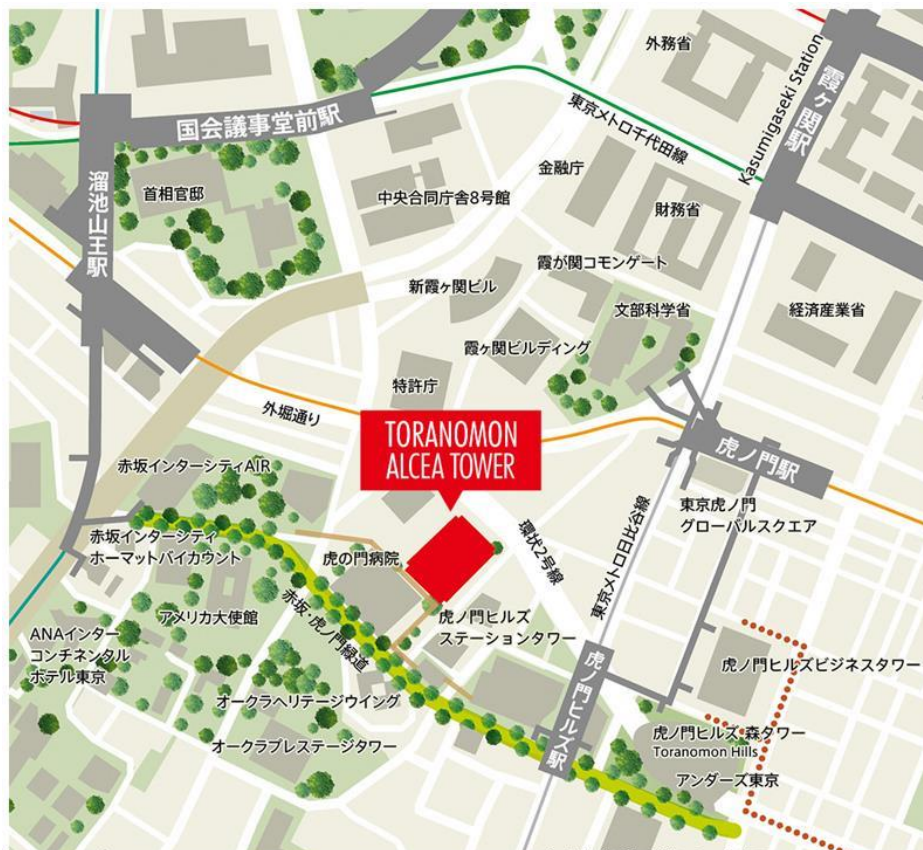 外務省
Kasumigaseki Station
霞ヶ関駅
国会議事堂前駅
東京メトロ千代田線
金融庁
首相官邸
中央合同庁舎8号館
財務省
溜池山王駅
霞が関コモンゲート
新霞ヶ関ビル
文部科学省
経済産業省
霞ヶ関ビルディング
特許庁
外堀通り
TORANOMON
ALCEA TOWER
虎ノ門駅
赤坂インターシティAIR
東京虎ノ門
グローバルスクエア
赤坂インターシティ
ホーマットバイカウント
虎の門病院
環状2号線
東京メトロ日比谷線
アメリカ大使館
赤坂・虎ノ門緑道
虎ノ門ヒルズ
ステーションタワー
ANAインター
コンチネンタル
ホテル東京
虎ノ門ヒルズビジネスタワー
オークラヘリテージウイング
虎ノ門ヒルズ駅
オークラプレステージタワー
虎ノ門ヒルズ 森タワー
Toranomon Hills
アンダーズ東京